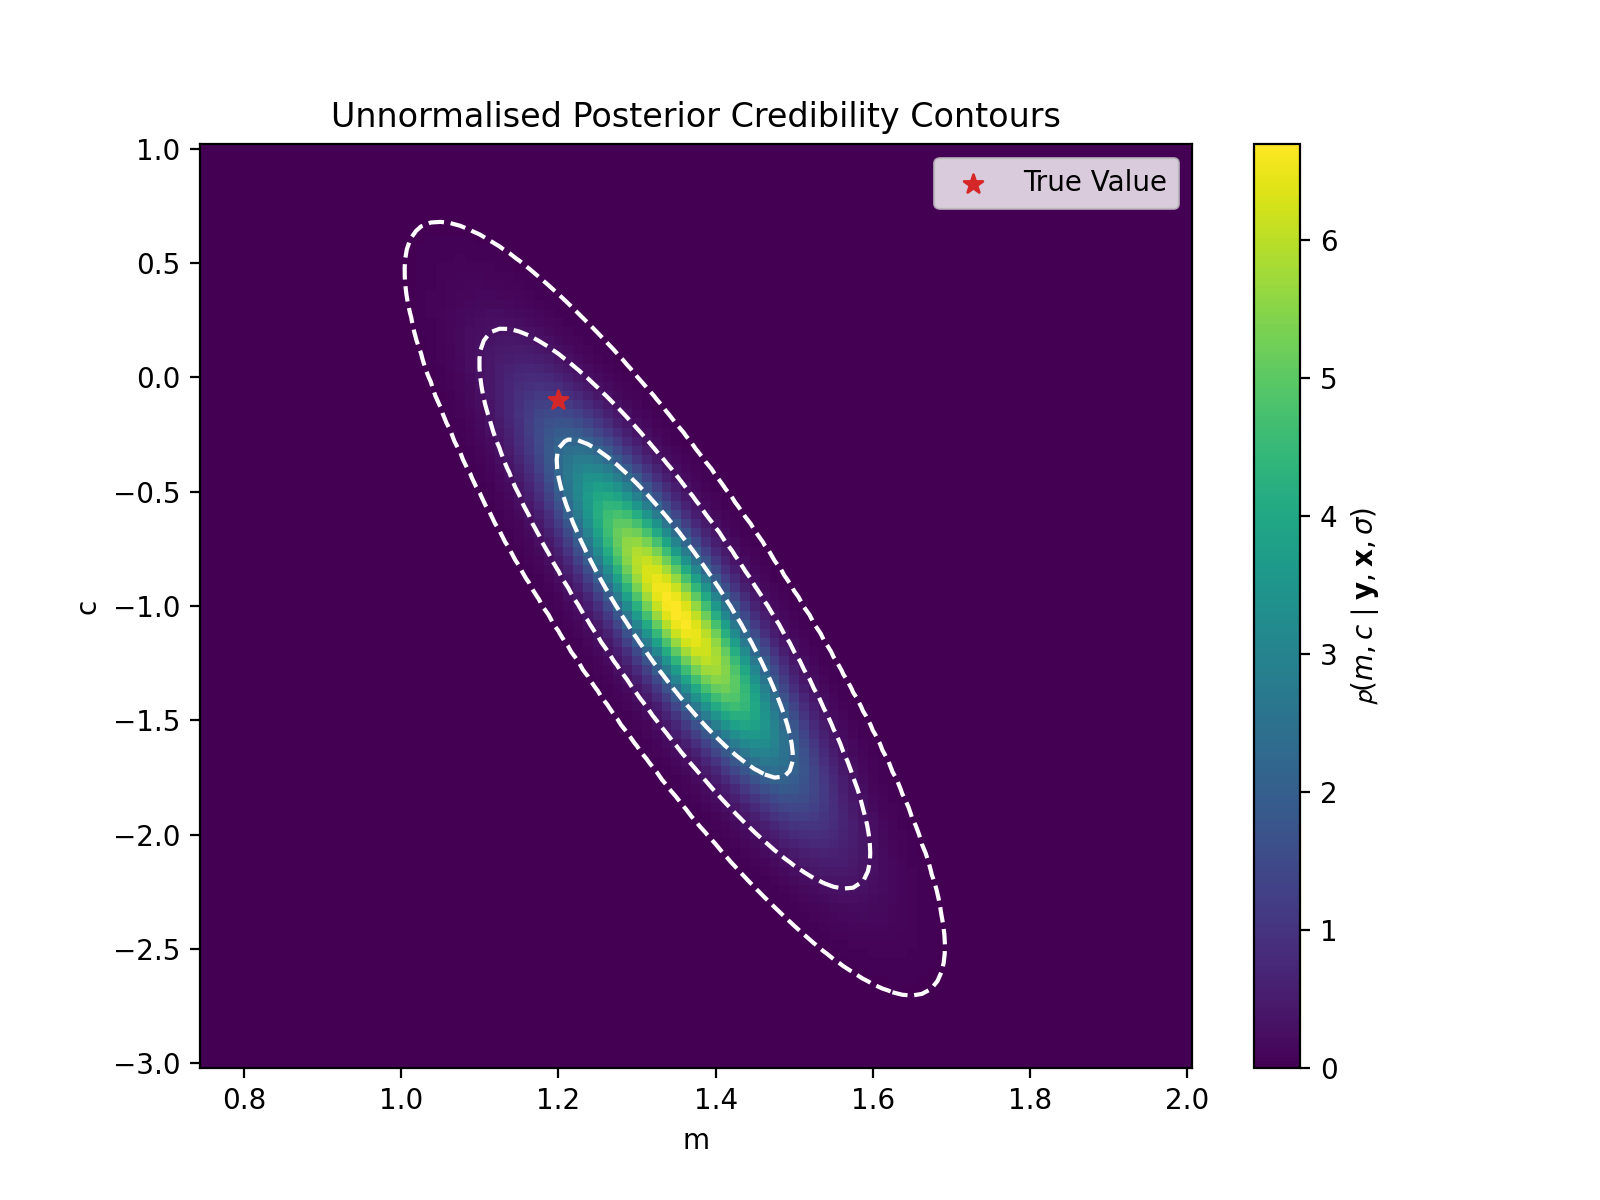 Unnormalised Posterior Credibility Contours
True Value
1.0
0.5
0.0
−0.5
−1.0
−1.5
−2.0
−2.5
−3.0
c
0.8 1.0 1.2 1.4 1.6 1.8 2.0
m
6
5
4
3
2
1
0
p(m, c | y, x, σ)